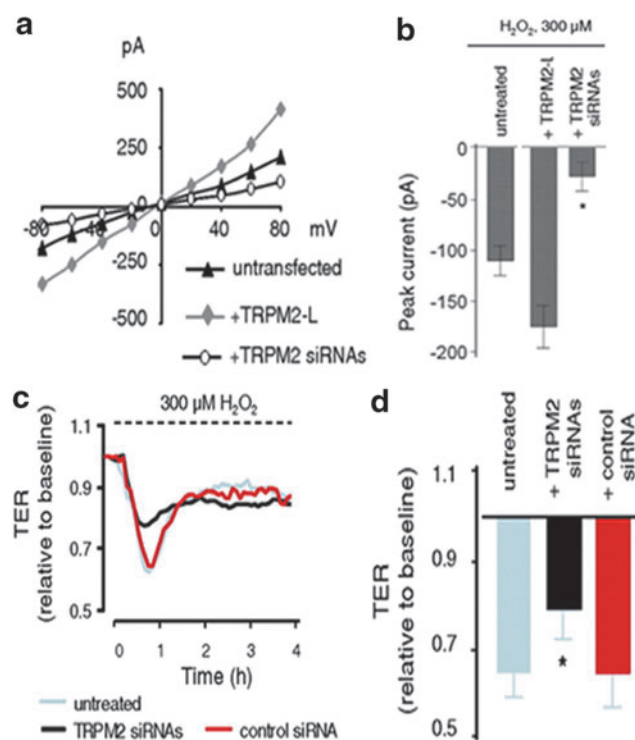 a
pA
500
250
-80
-40
0
0
40
80
mV
-250
-500
untransfected
+TRPM2-L
+TRPM2 siRNAs
b
H₂O₂, 300 µM
untreated
+ TRPM2-L
+ TRPM2
siRNAs
0
-50
-100
-150
-200
Peak current (pA)
*
c
300 µM H₂O₂
1.1
0.9
0.7
0.5
TER
(relative to baseline)
0
1
2
3
4
Time (h)
untreated
TRPM2 siRNAs
control siRNA
d
untreated
+ TRPM2
siRNAs
+ control
siRNA
1.1
0.9
0.7
0.5
TER
(relative to baseline)
*